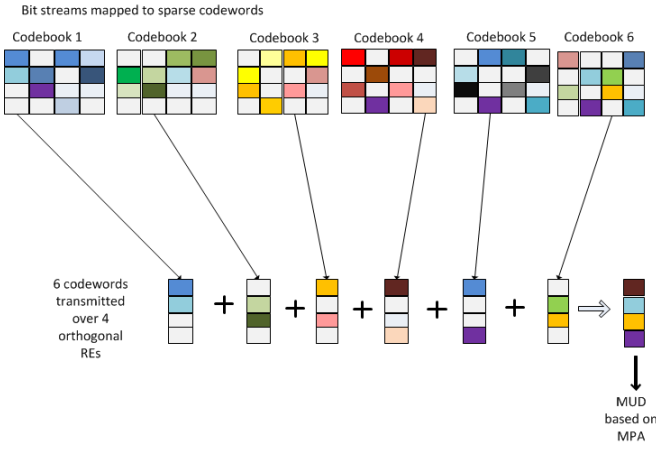 Bit streams mapped to sparse codewords
Codebook 1
Codebook 2
Codebook 3
Codebook 4
Codebook 5
Codebook 6
6 codewords
transmitted
over 4
orthogonal
REs
+
+
+
+
+
MUD
based on
MPA